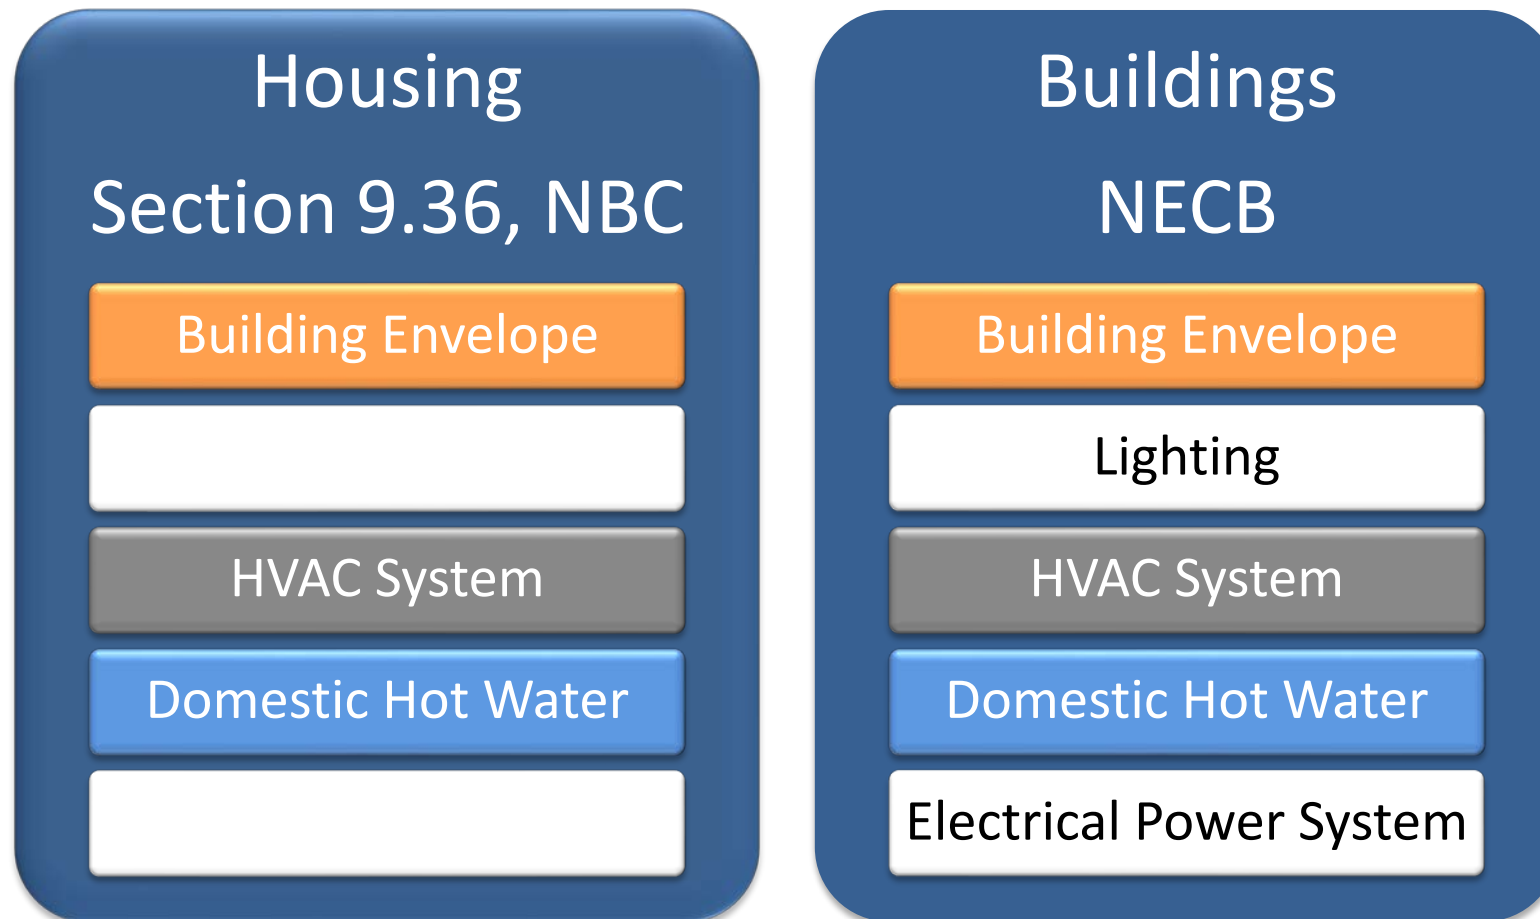 Housing
Section 9.36, NBC
Building Envelope
HVAC System
Domestic Hot Water
Buildings
NECB
Building Envelope
Lighting
HVAC System
Domestic Hot Water
Electrical Power System